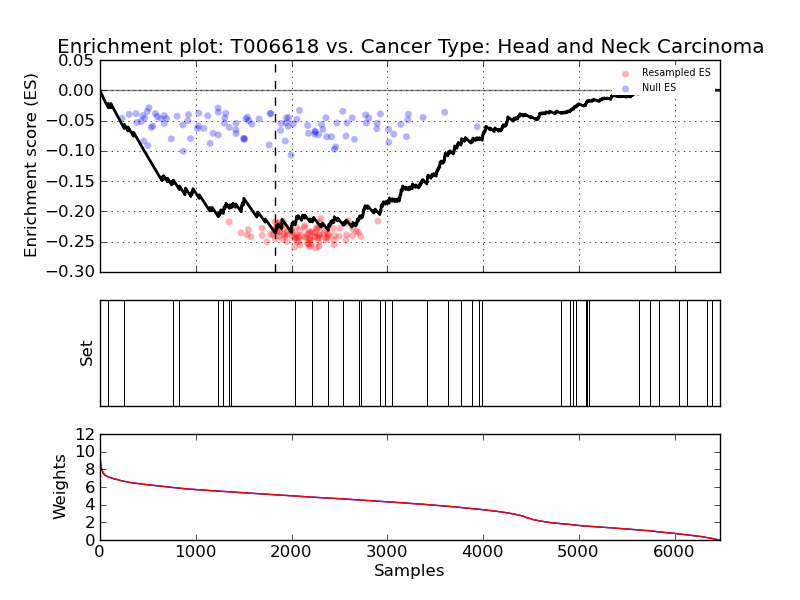 Enrichment plot: T006618 vs. Cancer Type: Head and Neck Carcinoma
Enrichment score (ES)
0.05
0.00
−0.05
−0.10
−0.15
−0.20
−0.25
−0.30
Resampled ES
Null ES
Set
Weights
12
10
8
6
4
2
0
0 1000 2000 3000 4000 5000 6000
Samples